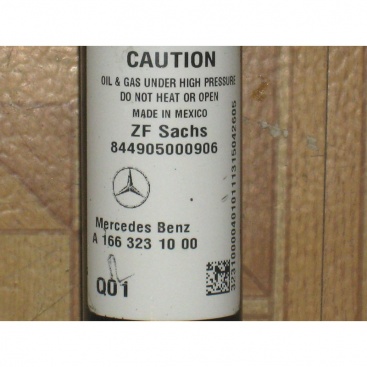 CAUTION
OIL & GAS UNDER HIGH PRESSURE
DO NOT HEAT OR OPEN
MADE IN MEXICO
ZF Sachs
844905000906
Mercedes Benz
A 166 323 10 00
Q01
323100004010111315042605